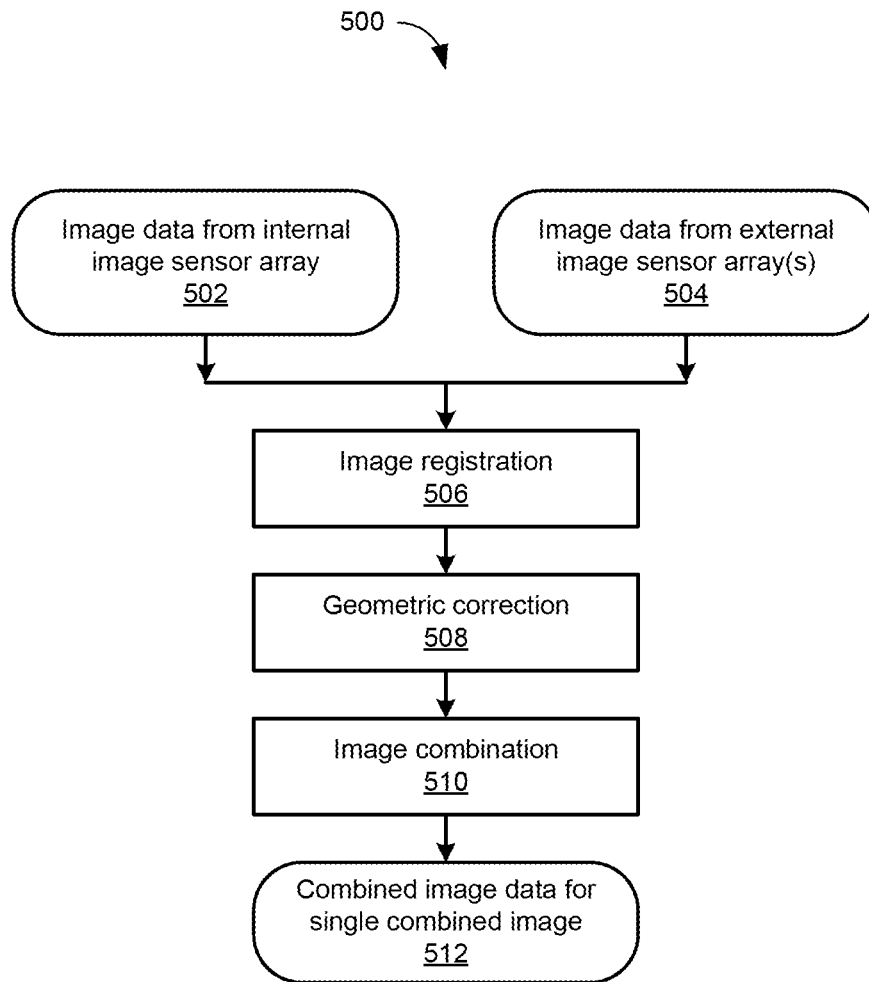 500
Image data from internal
image sensor array
502
Image data from external
image sensor array(s)
504
Image registration
506
Geometric correction
508
Image combination
510
Combined image data for
single combined image
512